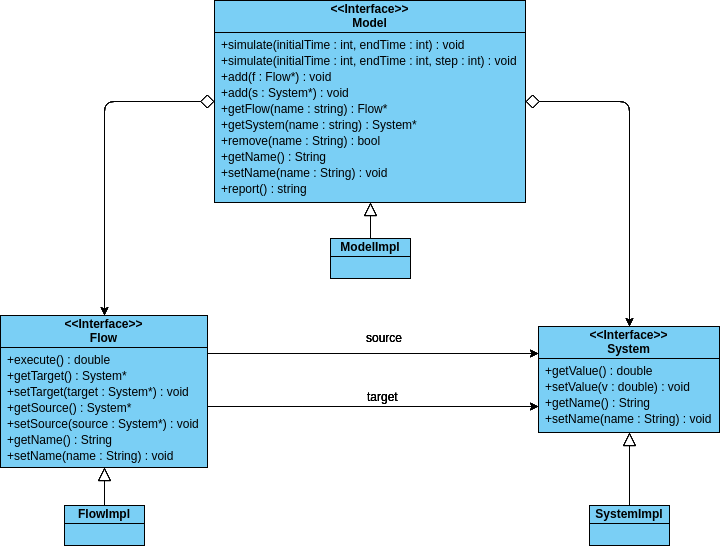 <<Interface>>
Model
+simulate(initialTime : int, endTime : int) : void
+simulate(initialTime : int, endTime : int, step : int) : void
+add(f : Flow*) : void
+add(s : System*) : void
+getFlow(name : string) : Flow*
+getSystem(name : string) : System*
+remove(name : String) : bool
+getName() : String
+setName(name : String) : void
+report() : string
ModelImpl
<<Interface>>
Flow
+execute() : double
+getTarget() : System*
+setTarget(target : System*) : void
+getSource() : System*
+setSource(source : System*) : void
+getName() : String
+setName(name : String) : void
source
target
<<Interface>>
System
+getValue() : double
+setValue(v : double) : void
+getName() : String
+setName(name : String) : void
FlowImpl
SystemImpl